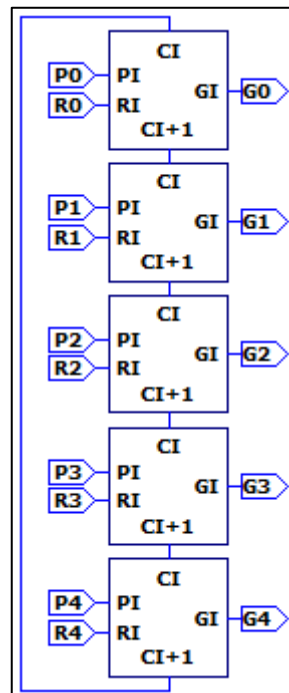 CI
P0 PI
R0 RI GI G0
CI+1
CI
P1 PI
R1 RI GI G1
CI+1
CI
P2 PI
R2 RI GI G2
CI+1
CI
P3 PI
R3 RI GI G3
CI+1
CI
P4 PI
R4 RI GI G4
CI+1